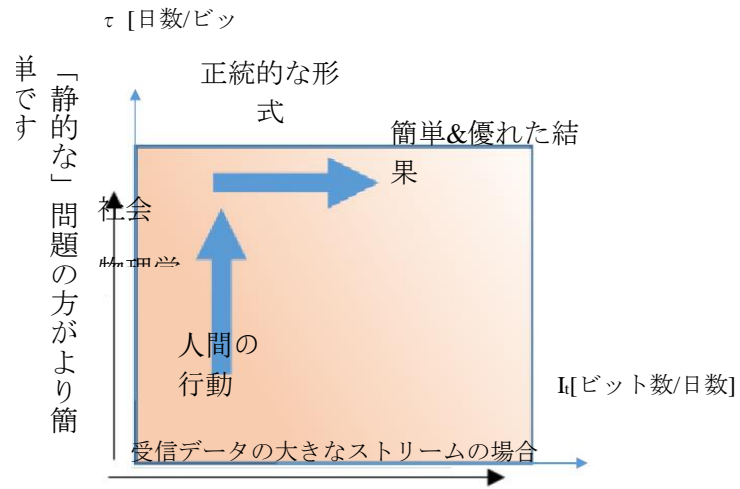 τ [日数/ビッ
「静的な」問題の方がより簡
単です
正統的な形
式
簡単&優れた結
果
社会
物理学
人間の
行動
It[ビット数/日数]
受信データの大きなストリームの場合